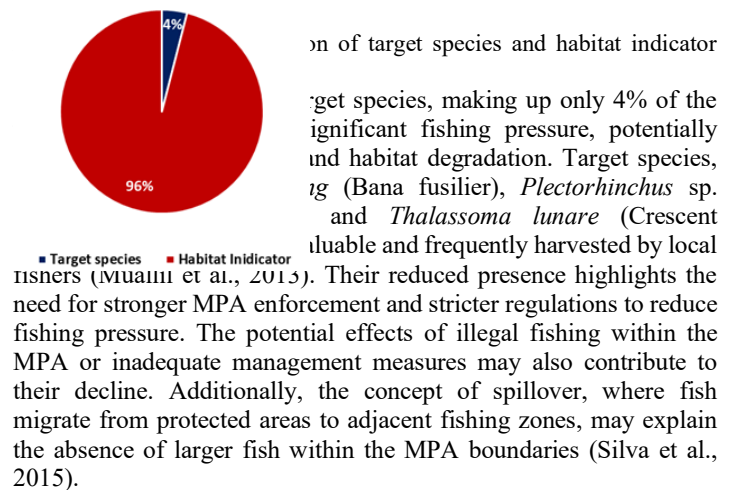 4%
on of target species and habitat indicator
species, making up only 4% of the
significant fishing pressure, potentially
and habitat degradation. Target species,
(Bana fusilier), Plectorhinchus sp.
96%
and Thalassoma lunare (Crescent
and frequently harvested by local
Target species Habitat Inidicator
fishers (Mualil et al., 2013). Their reduced presence highlights the
need for stronger MPA enforcement and stricter regulations to reduce
fishing pressure. The potential effects of illegal fishing within the
MPA or inadequate management measures may also contribute to
their decline. Additionally, the concept of spillover, where fish
migrate from protected areas to adjacent fishing zones, may explain
the absence of larger fish within the MPA boundaries (Silva et al.,
2015).